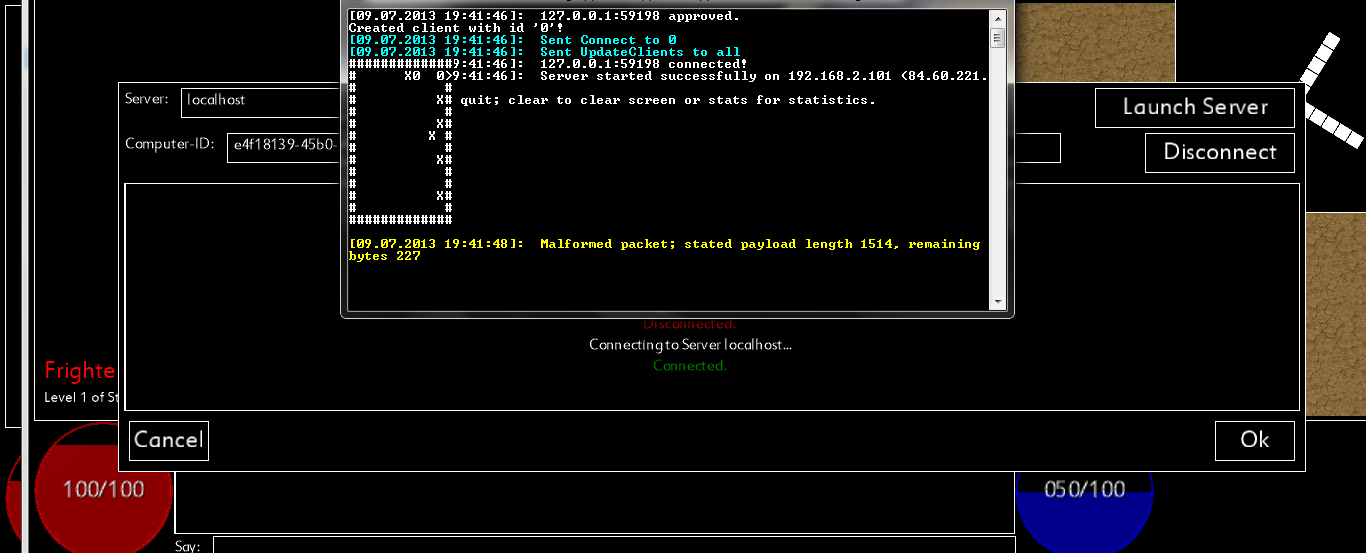 [09.07.2013 19:41:46]:  127.0.0.1:59198 approved.
Created client with id '0'!
[09.07.2013 19:41:46]:  Sent Connect to 0
[09.07.2013 19:41:46]:  Sent UpdateClients to all
#############9:41:46]:  127.0.0.1:59198 connected!
#      X0  0>9:41:46]:  Server started successfully on 192.168.2.101 (84.60.221.
#           #
#          X# quit; clear to clear screen or stats for statistics.
#           #
#          X#
#         X #
#           #
#          X#
#           #
#           #
#          X#
#           #
#############
[09.07.2013 19:41:48]:  Malformed packet; stated payload length 1514, remaining
bytes 227
Server:
localhost
Launch Server
Computer-ID:
e4f18139-45b0-
Disconnect
Disconnected.
Connecting to Server localhost...
Connected.
Frighte
Level 1 of St
Cancel
Ok
100/100
050/100
Say: